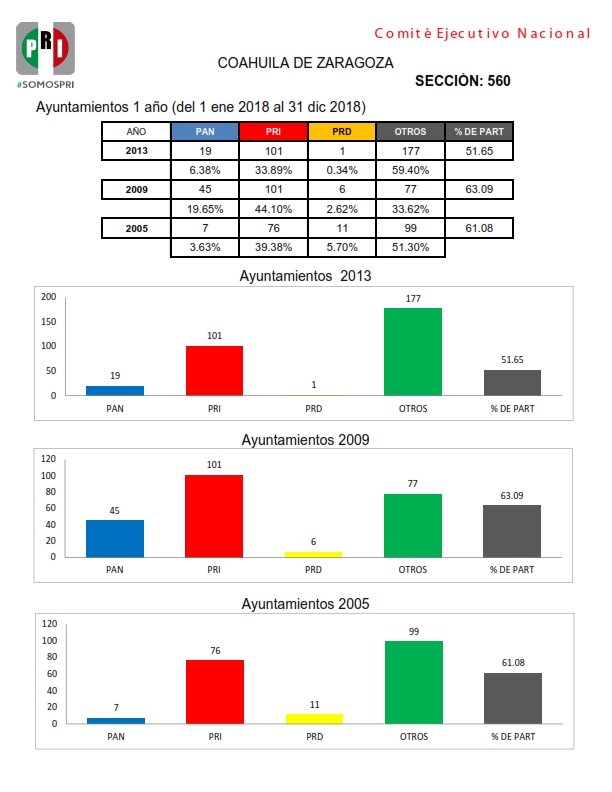 Comité Ejecutivo Nacional
PRI
#SOMOSPRI
COAHUILA DE ZARAGOZA
SECCIÓN: 560
Ayuntamientos 1 año (del 1 ene 2018 al 31 dic 2018)
AÑO PAN PRI PRD OTROS % DE PART
2013 19 101 1 177 51.65
6.38% 33.89% 0.34% 59.40%
2009 45 101 6 77 63.09
19.65% 44.10% 2.62% 33.62%
2005 7 76 11 99 61.08
3.63% 39.38% 5.70% 51.30%
Ayuntamientos 2013
200
150
100
50
0
19 101 1 177 51.65
PAN PRI PRD OTROS % DE PART
Ayuntamientos 2009
120
100
80
60
40
20
0
45 101 6 77 63.09
PAN PRI PRD OTROS % DE PART
Ayuntamientos 2005
120
100
80
60
40
20
0
7 76 11 99 61.08
PAN PRI PRD OTROS % DE PART